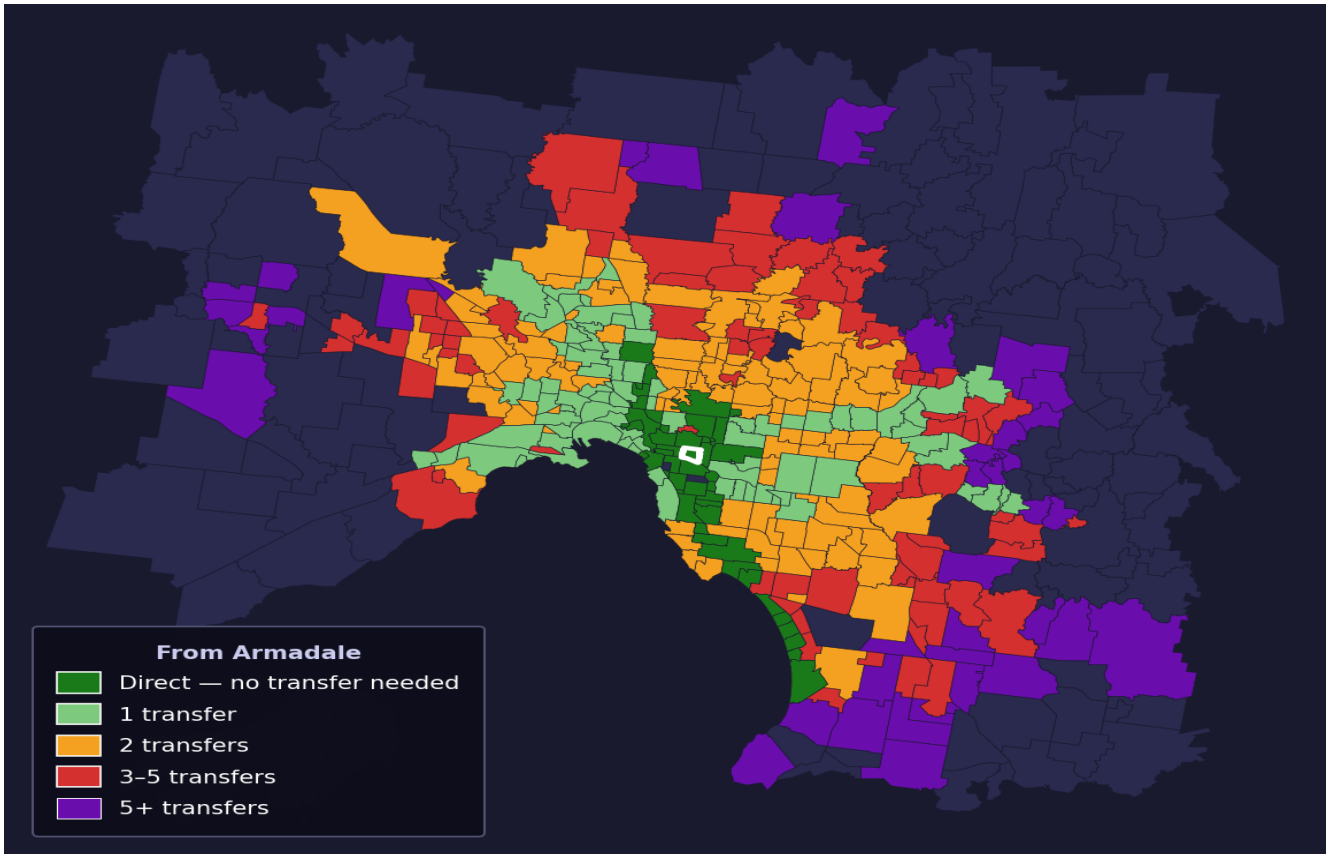 From Armadale
Direct — no transfer needed
1 transfer
2 transfers
3–5 transfers
5+ transfers